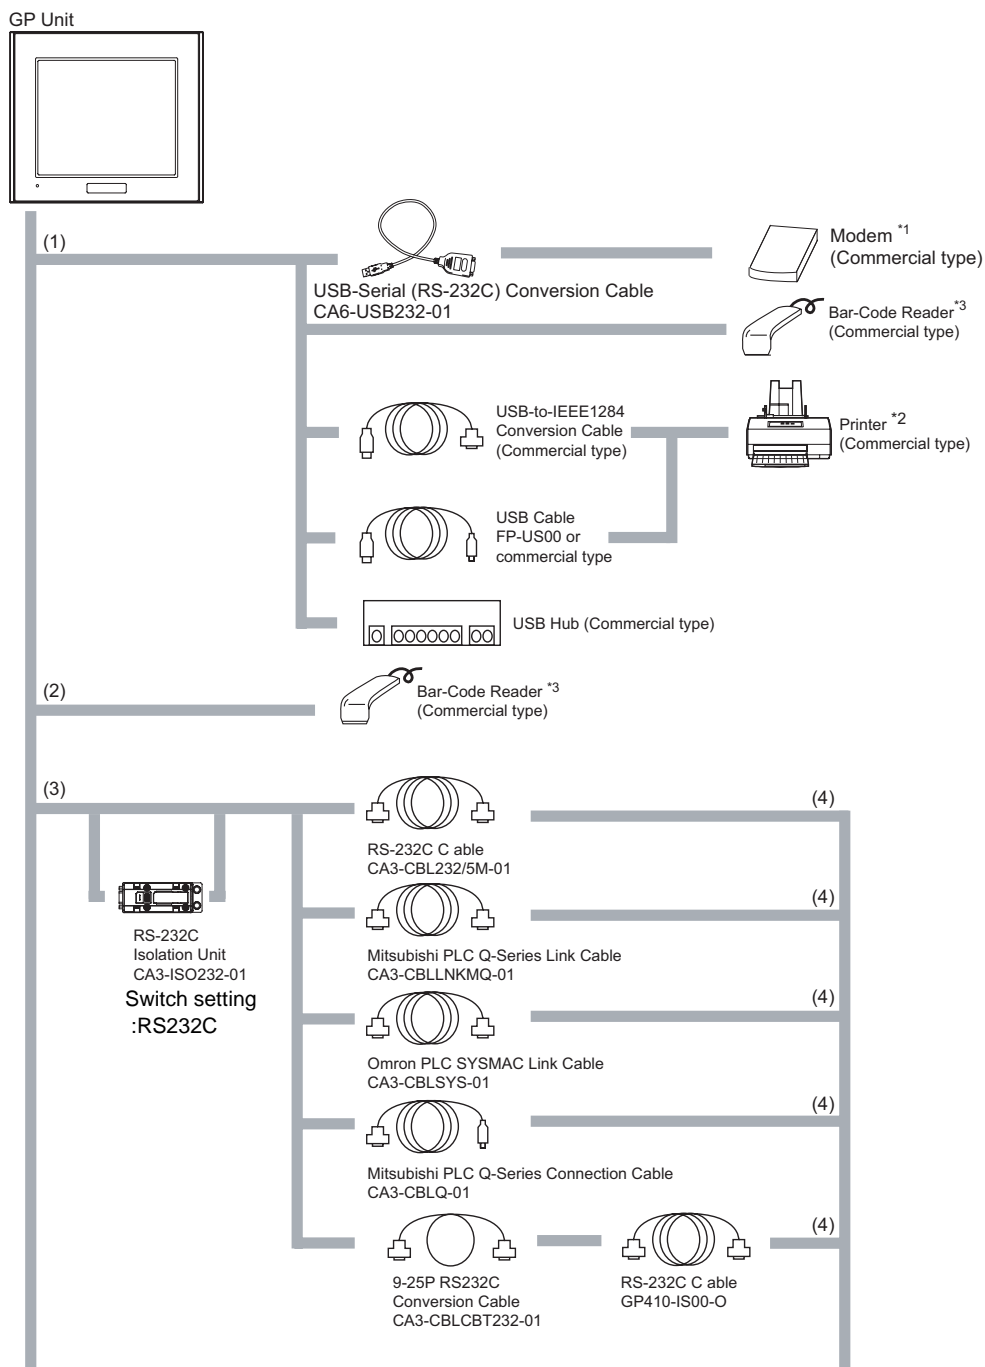 GP Unit
(1)
USB-Serial (RS-232C) Conversion Cable
CA6-USB232-01
Modem *1
(Commercial type)
Bar-Code Reader*3
(Commercial type)
USB-to-IEEE1284
Conversion Cable
(Commercial type)
Printer *2
(Commercial type)
USB Cable
FP-US00 or
commercial type
USB Hub (Commercial type)
(2)
Bar-Code Reader *3
(Commercial type)
(3)
(4)
RS-232C C able
CA3-CBL232/5M-01
RS-232C
Isolation Unit
CA3-ISO232-01
Switch setting
:RS232C
(4)
Mitsubishi PLC Q-Series Link Cable
CA3-CBLLNKMQ-01
(4)
Omron PLC SYSMAC Link Cable
CA3-CBLSYS-01
(4)
Mitsubishi PLC Q-Series Connection Cable
CA3-CBLQ-01
(4)
9-25P RS232C
Conversion Cable
CA3-CBLCBT232-01
RS-232C C able
GP410-IS00-O